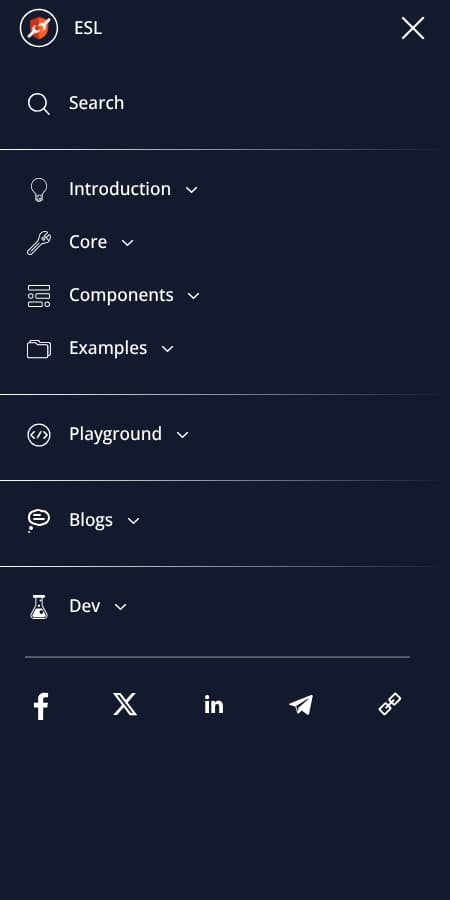 ESL
Search
Introduction
Core
Components
Examples
Playground
Blogs
Dev